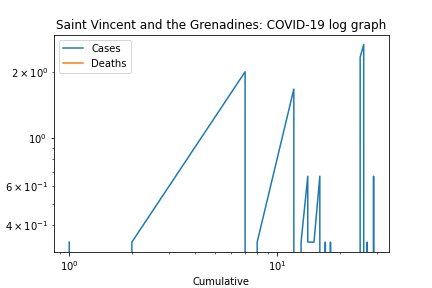 Saint Vincent and the Grenadines: COVID-19 log graph
Cases
Deaths
2 × 10⁰
10⁰
6 × 10⁻¹
4 × 10⁻¹
10⁰
10¹
Cumulative